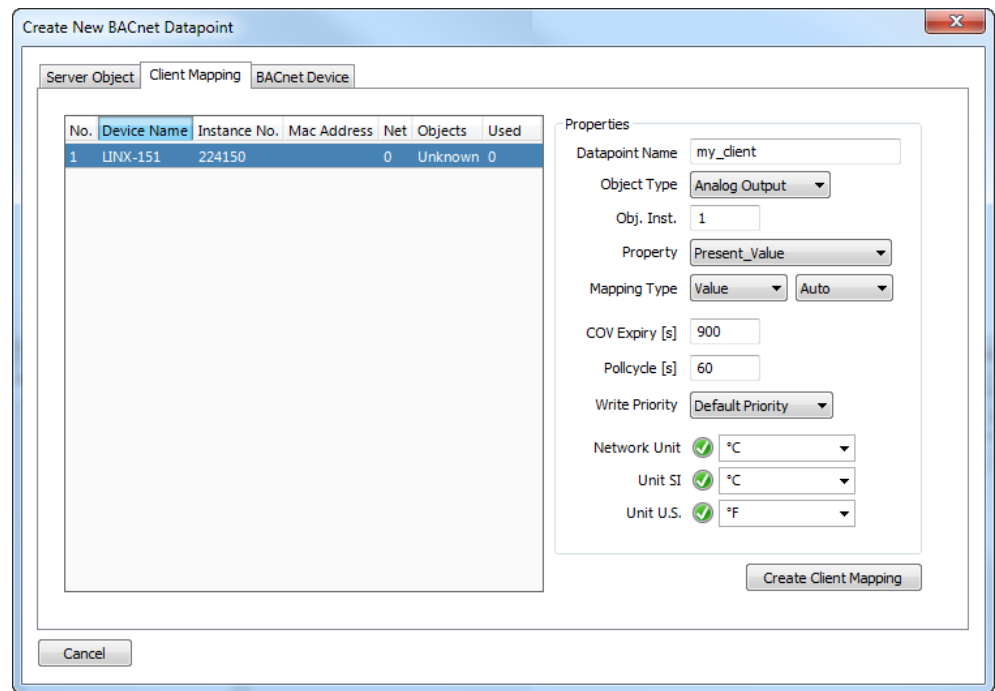 Create New BACnet Datapoint
Server Object Client Mapping BACnet Device
No. Device Name Instance No. Mac Address Net Objects Used
1 LINX-151 224150 0 Unknown 0
Properties
Datapoint Name my_client
Object Type Analog Output
Obj. Inst. 1
Property Present_Value
Mapping Type Value Auto
COV Expiry [s] 900
Pollcycle [s] 60
Write Priority Default Priority
Network Unit °C
Unit SI °C
Unit U.S. °F
Create Client Mapping
Cancel